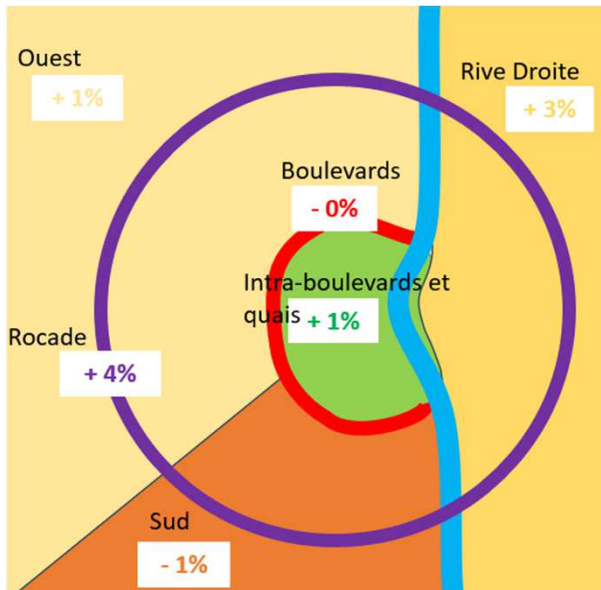 Ouest
+ 1%
Rive Droite
+ 3%
Boulevards
- 0%
Intra-boulevards et
quais
+ 1%
Rocade
+ 4%
Sud
- 1%